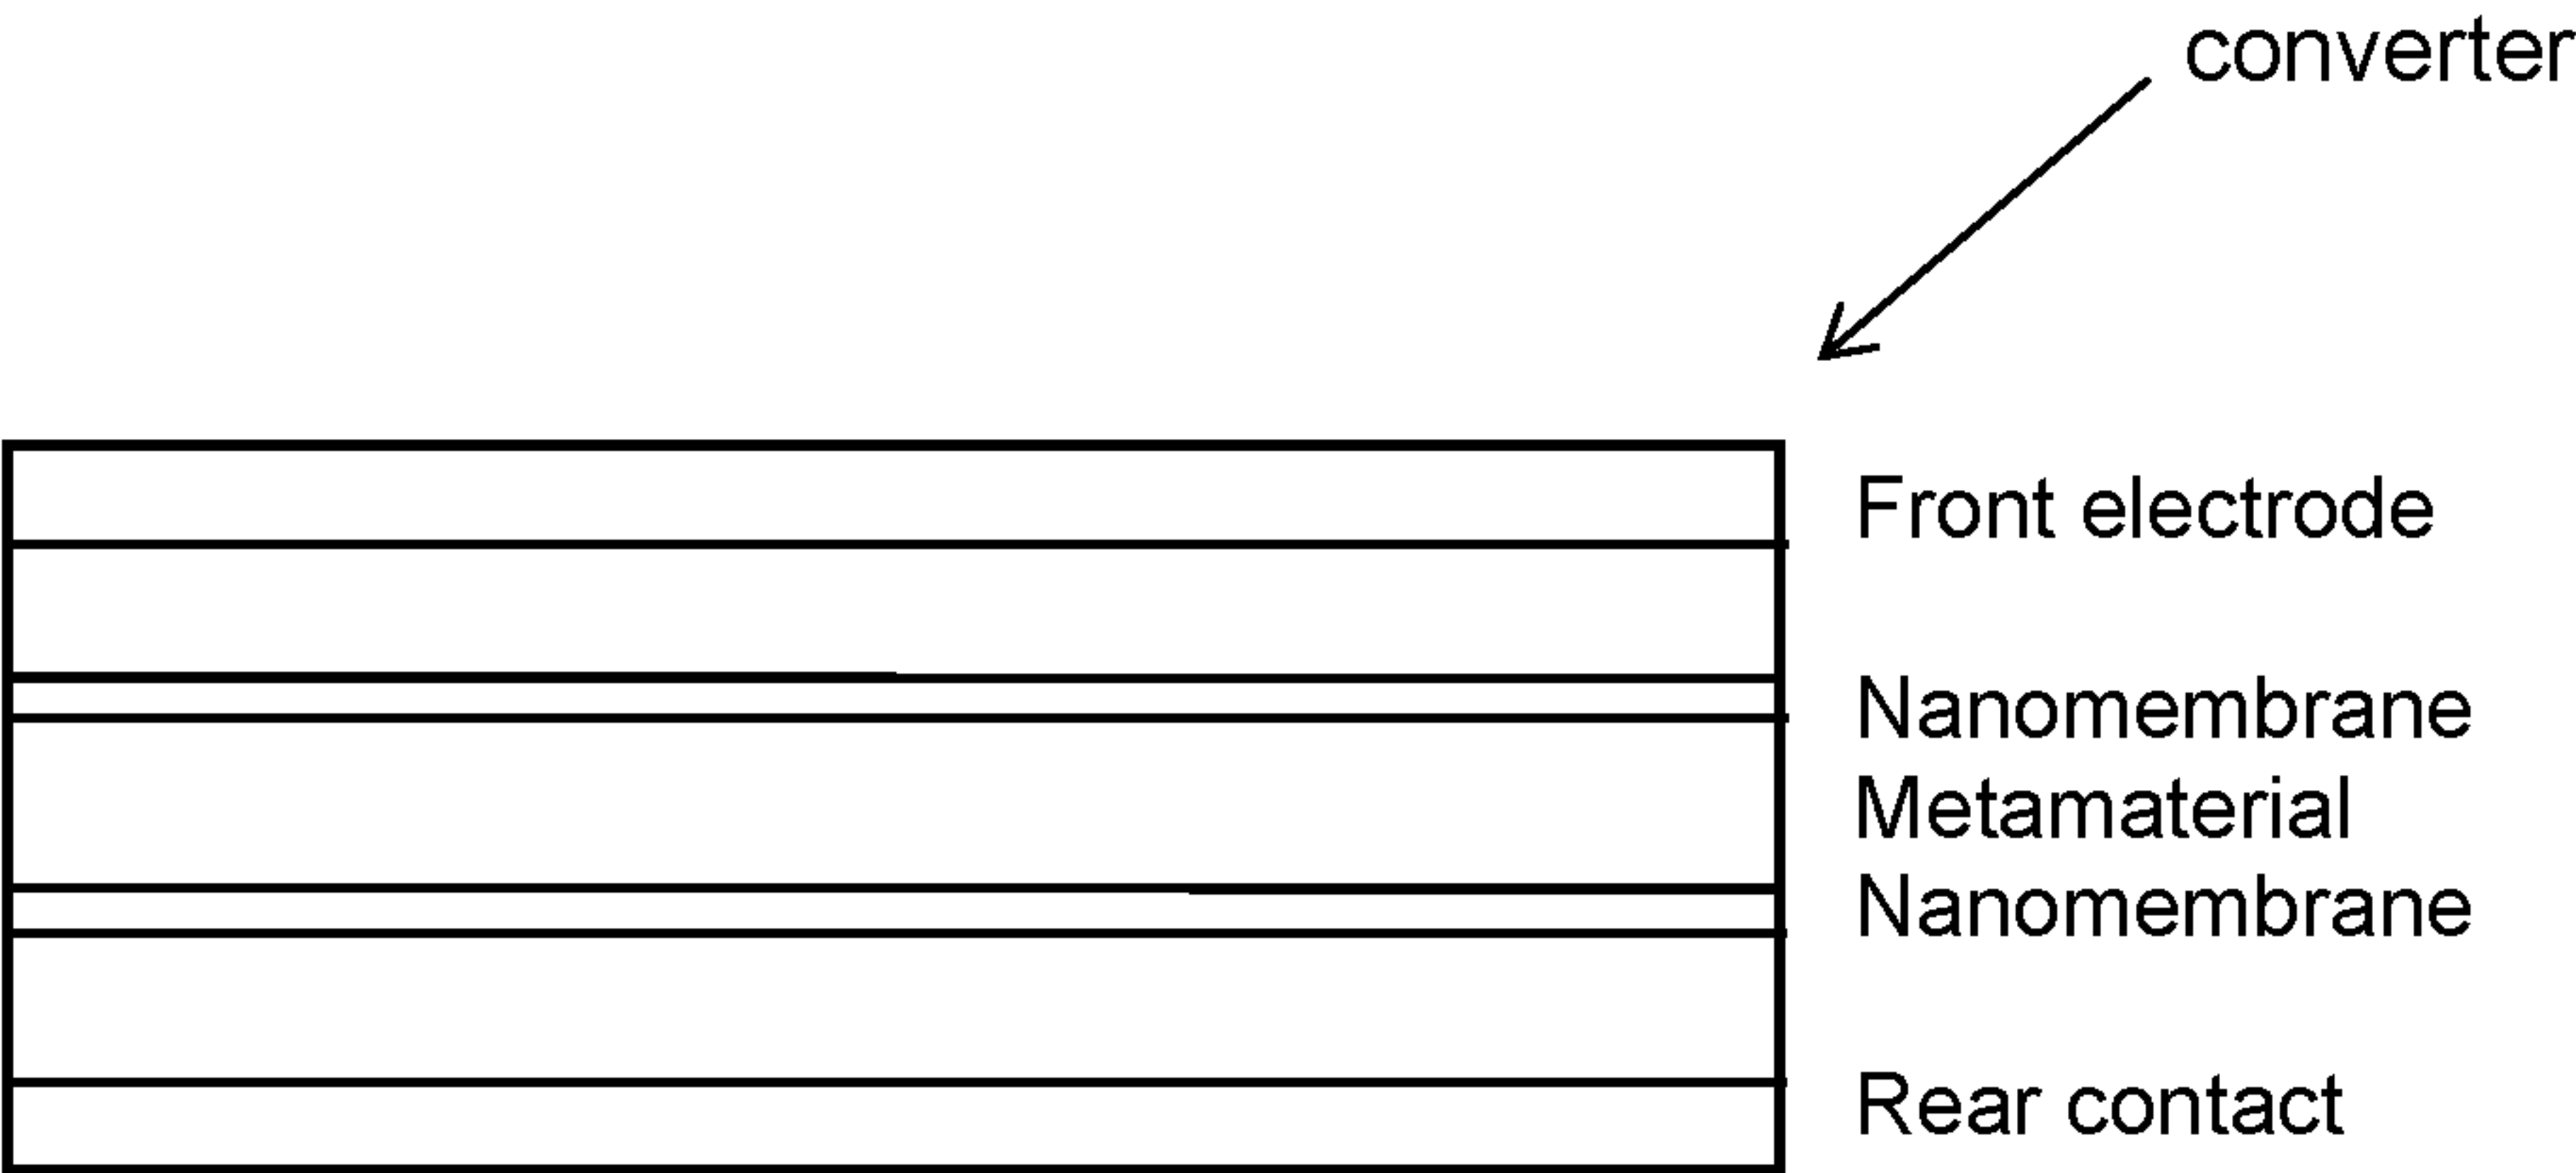 converter
Front electrode
Nanomembrane
Metamaterial
Nanomembrane
Rear contact